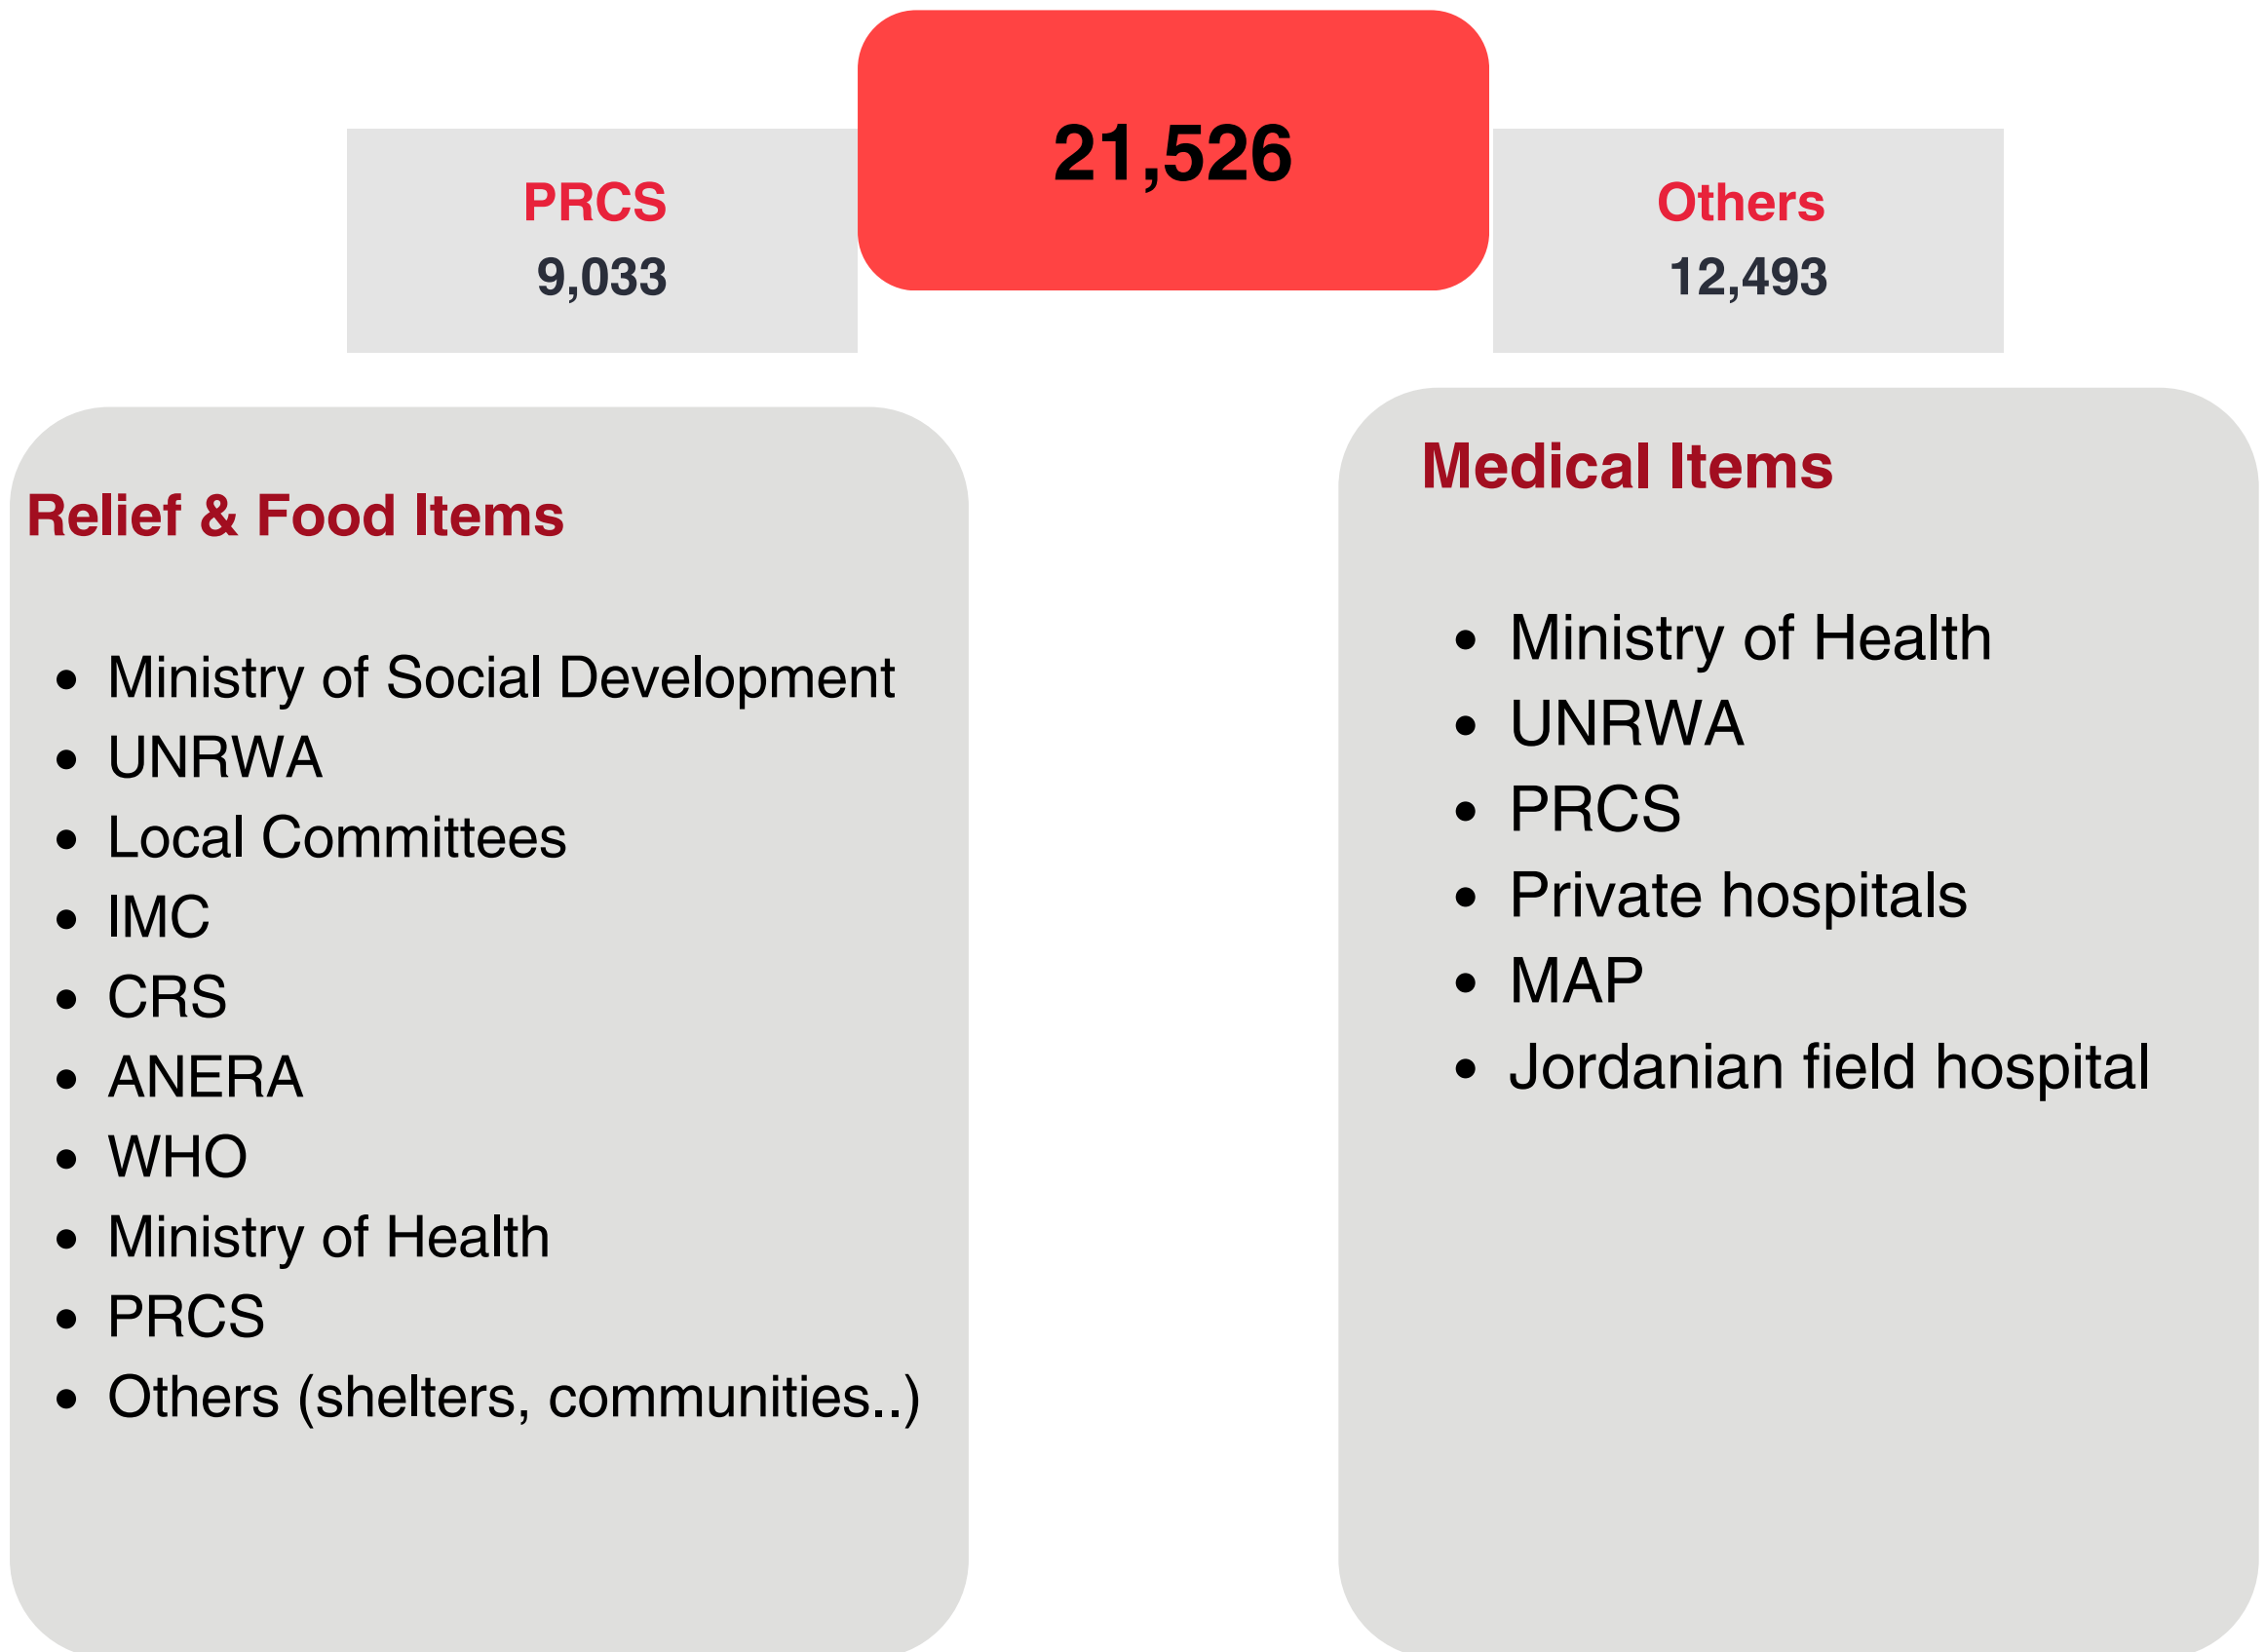 21,526
PRCS
9,033
Others
12,493
Relief & Food Items
• Ministry of Social Development
• UNRWA
• Local Committees
• IMC
• CRS
• ANERA
• WHO
• Ministry of Health
• PRCS
• Others (shelters, communities..)
Medical Items
• Ministry of Health
• UNRWA
• PRCS
• Private hospitals
• MAP
• Jordanian field hospital